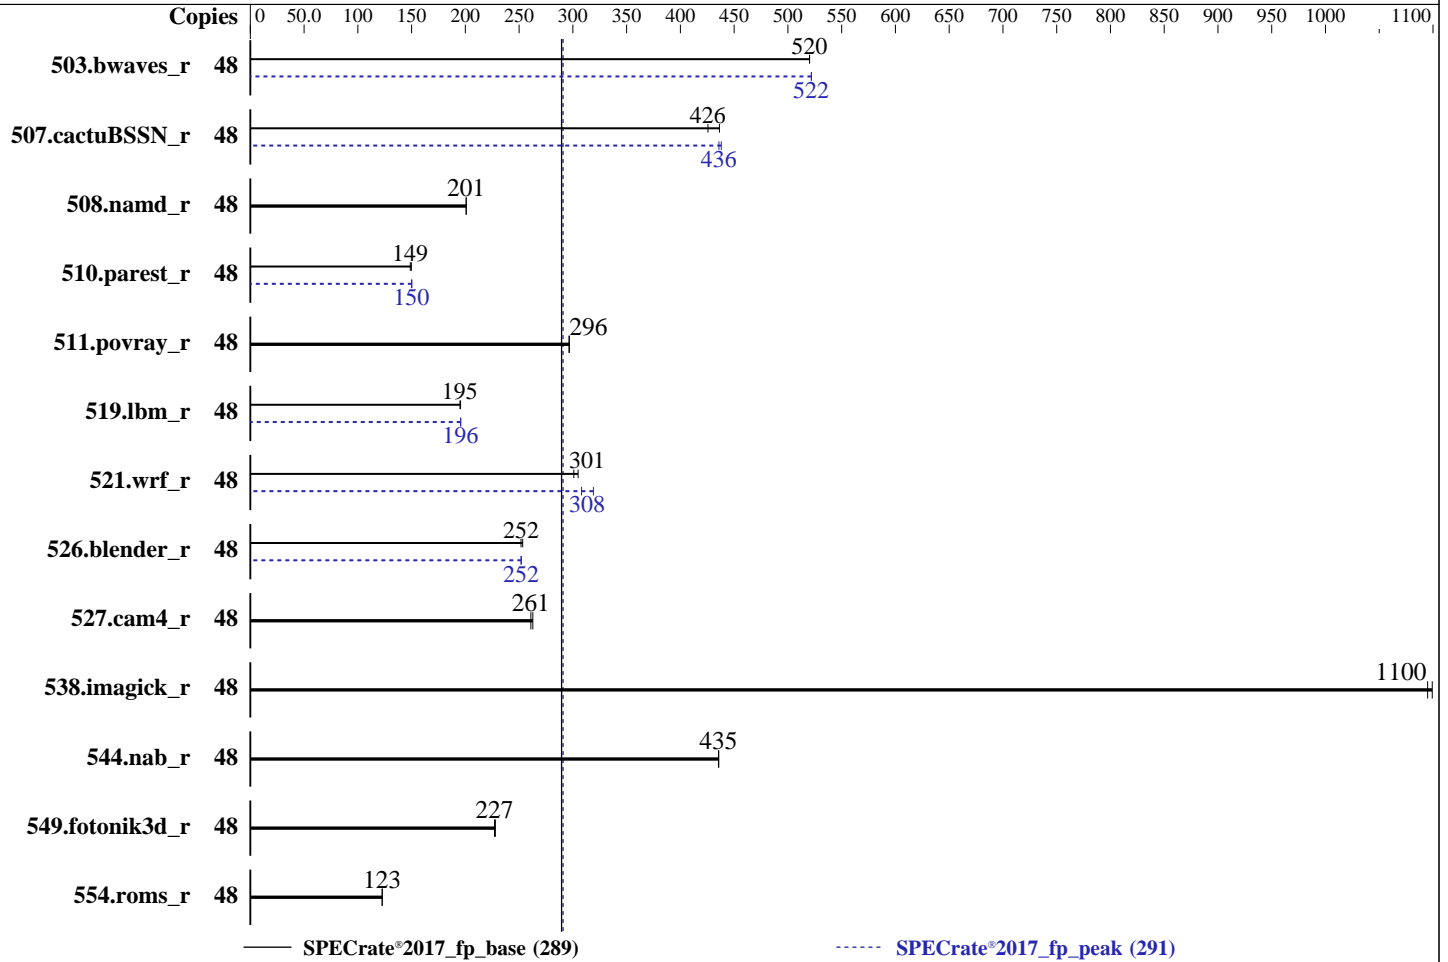 Copies 0 50.0 100 150 200 250 300 350 400 450 500 550 600 650 700 750 800 850 900 950 1000 1100
503.bwaves_r 48 520
522
507.cactuBSSN_r 48 426
436
508.namd_r 48 201
510.parest_r 48 149
150
511.povray_r 48 296
519.lbm_r 48 195
196
521.wrf_r 48 301
308
526.blender_r 48 252
252
527.cam4_r 48 261
538.imagick_r 48 1100
544.nab_r 48 435
549.fotonik3d_r 48 227
554.roms_r 48 123
SPECrate®2017_fp_base (289) SPECrate®2017_fp_peak (291)